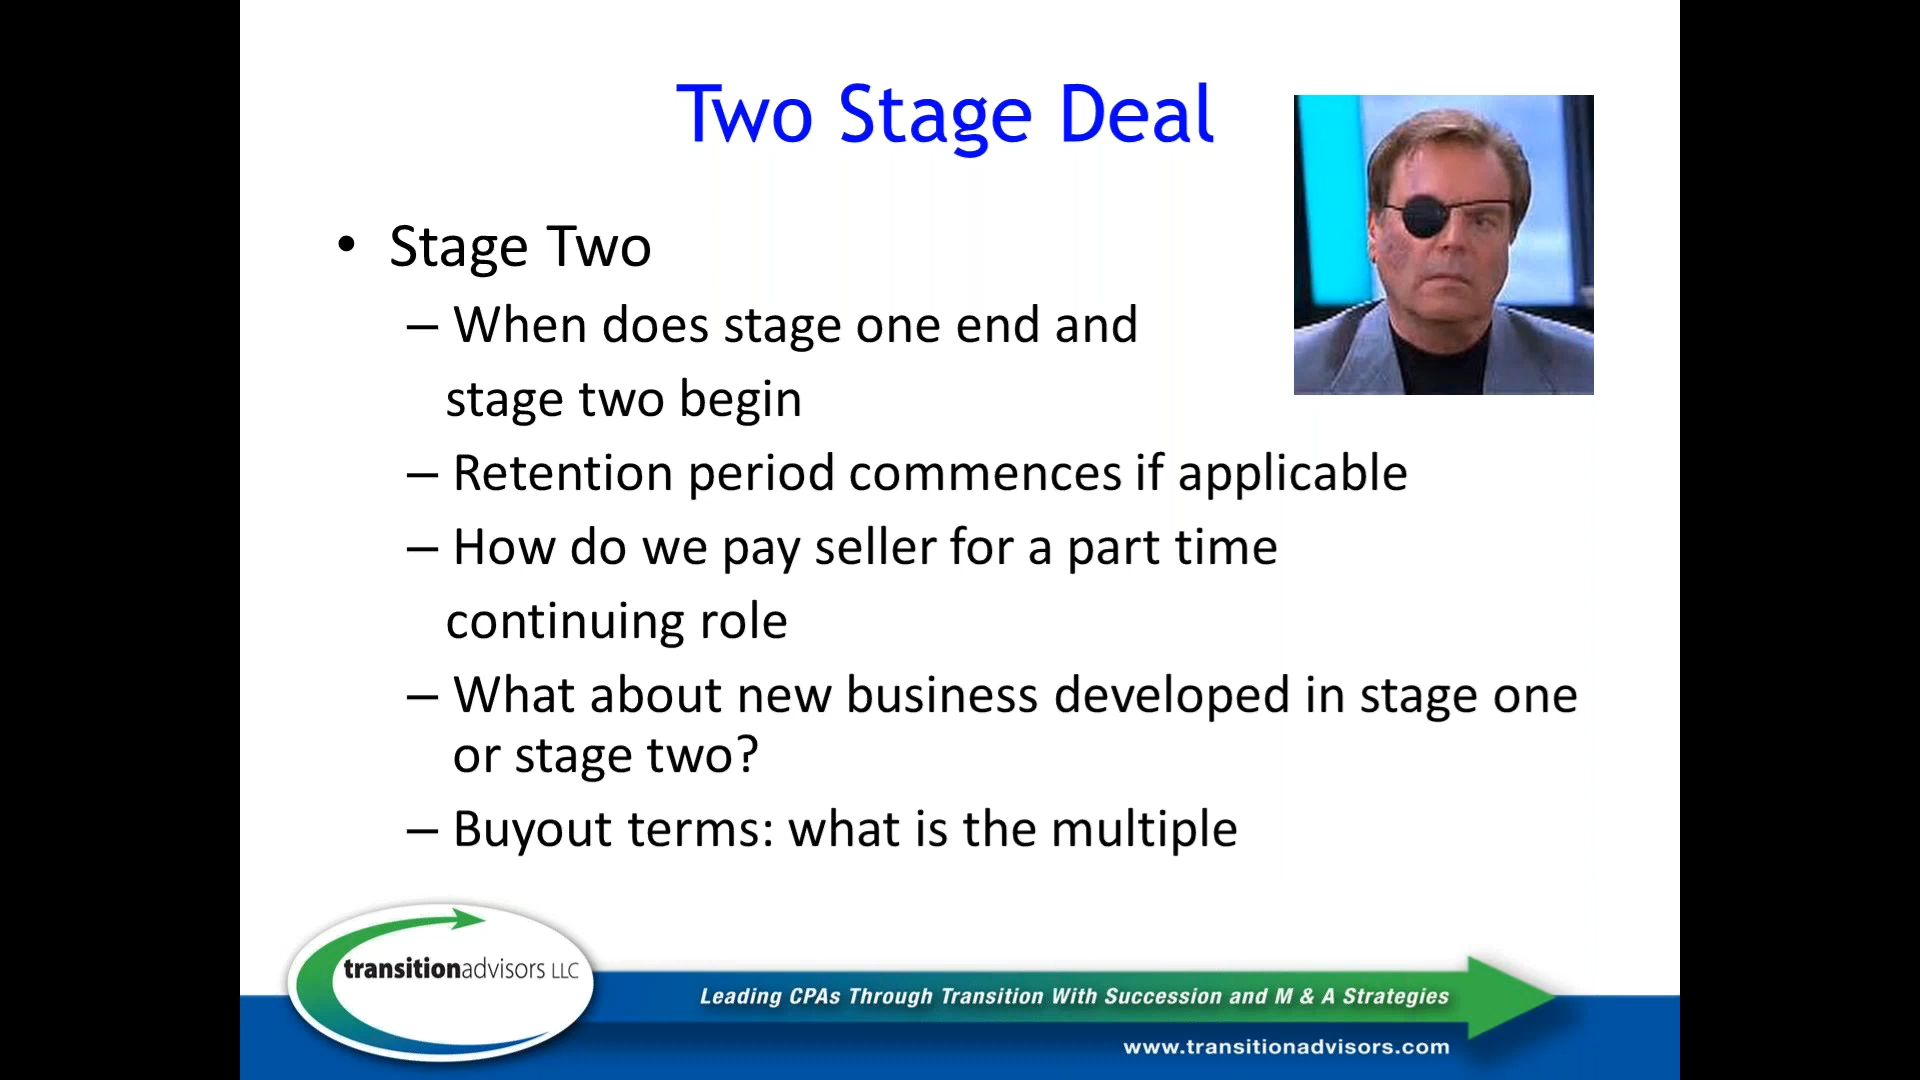 Two Stage Deal
• Stage Two
– When does stage one end and
stage two begin
– Retention period commences if applicable
– How do we pay seller for a part time
continuing role
– What about new business developed in stage one
or stage two?
– Buyout terms: what is the multiple
transitionadvisors LLC
Leading CPAs Through Transition With Succession and M & A Strategies
www.transitionadvisors.com